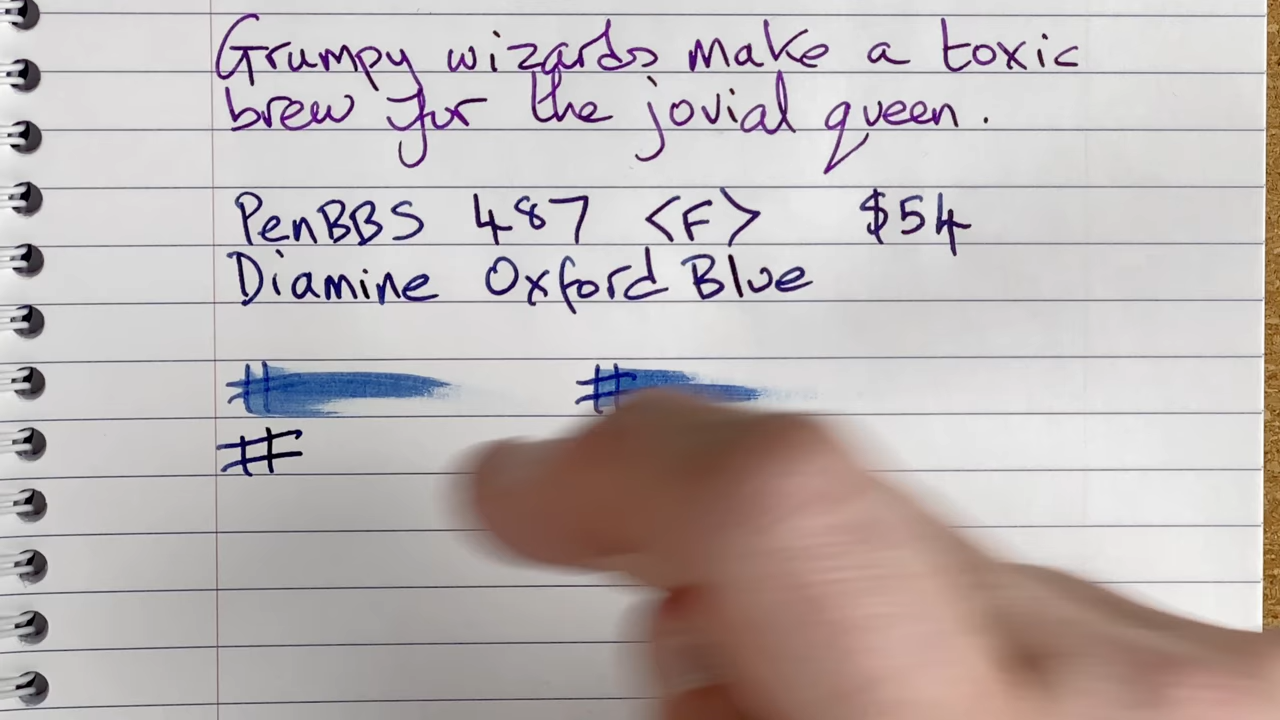 Grumpy wizards make a toxic
brew for the jovial queen.
PenBBS 487 <F> $54
Diamine Oxford Blue
# #
#